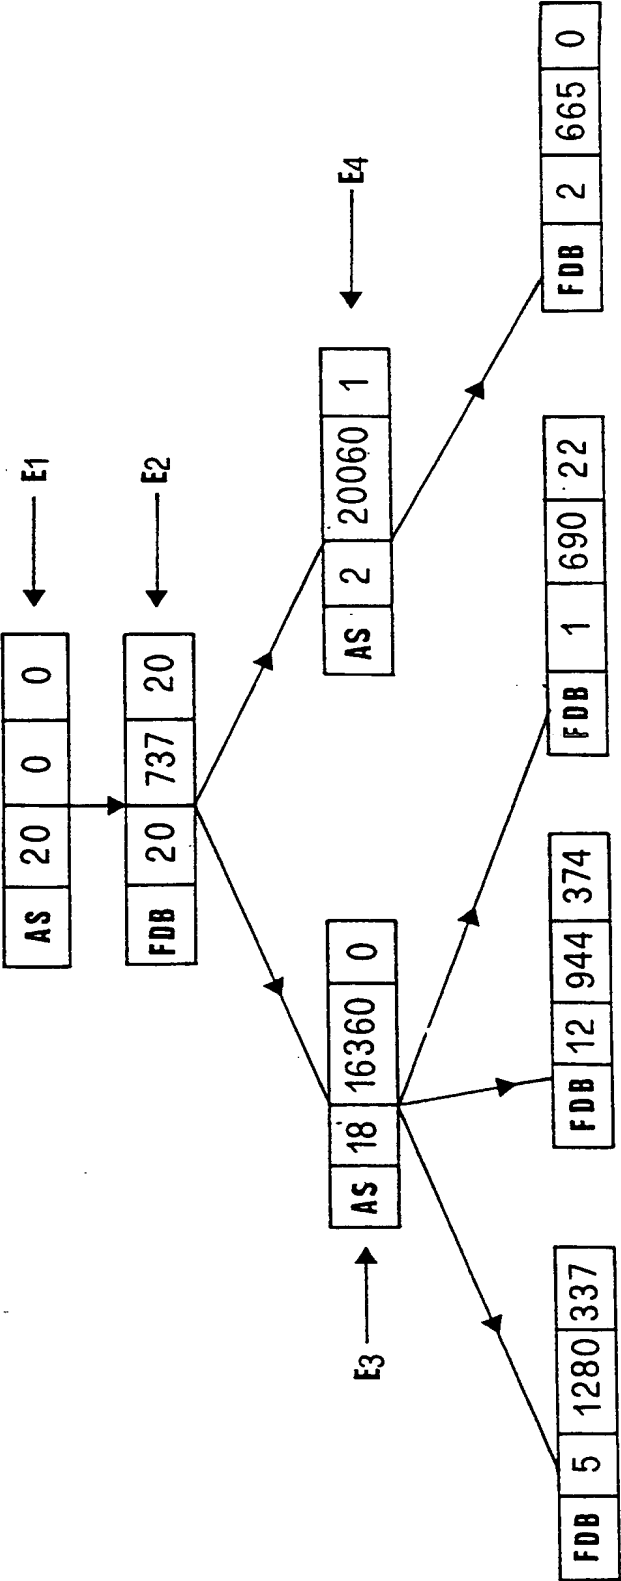 AS 20 0 0 E1
FDB 20 737 20 E2
E3 AS 18 16360 0
AS 2 20060 1 E4
FDB 5 1280 337
FDB 12 944 374
FDB 1 690 22
FDB 2 665 0